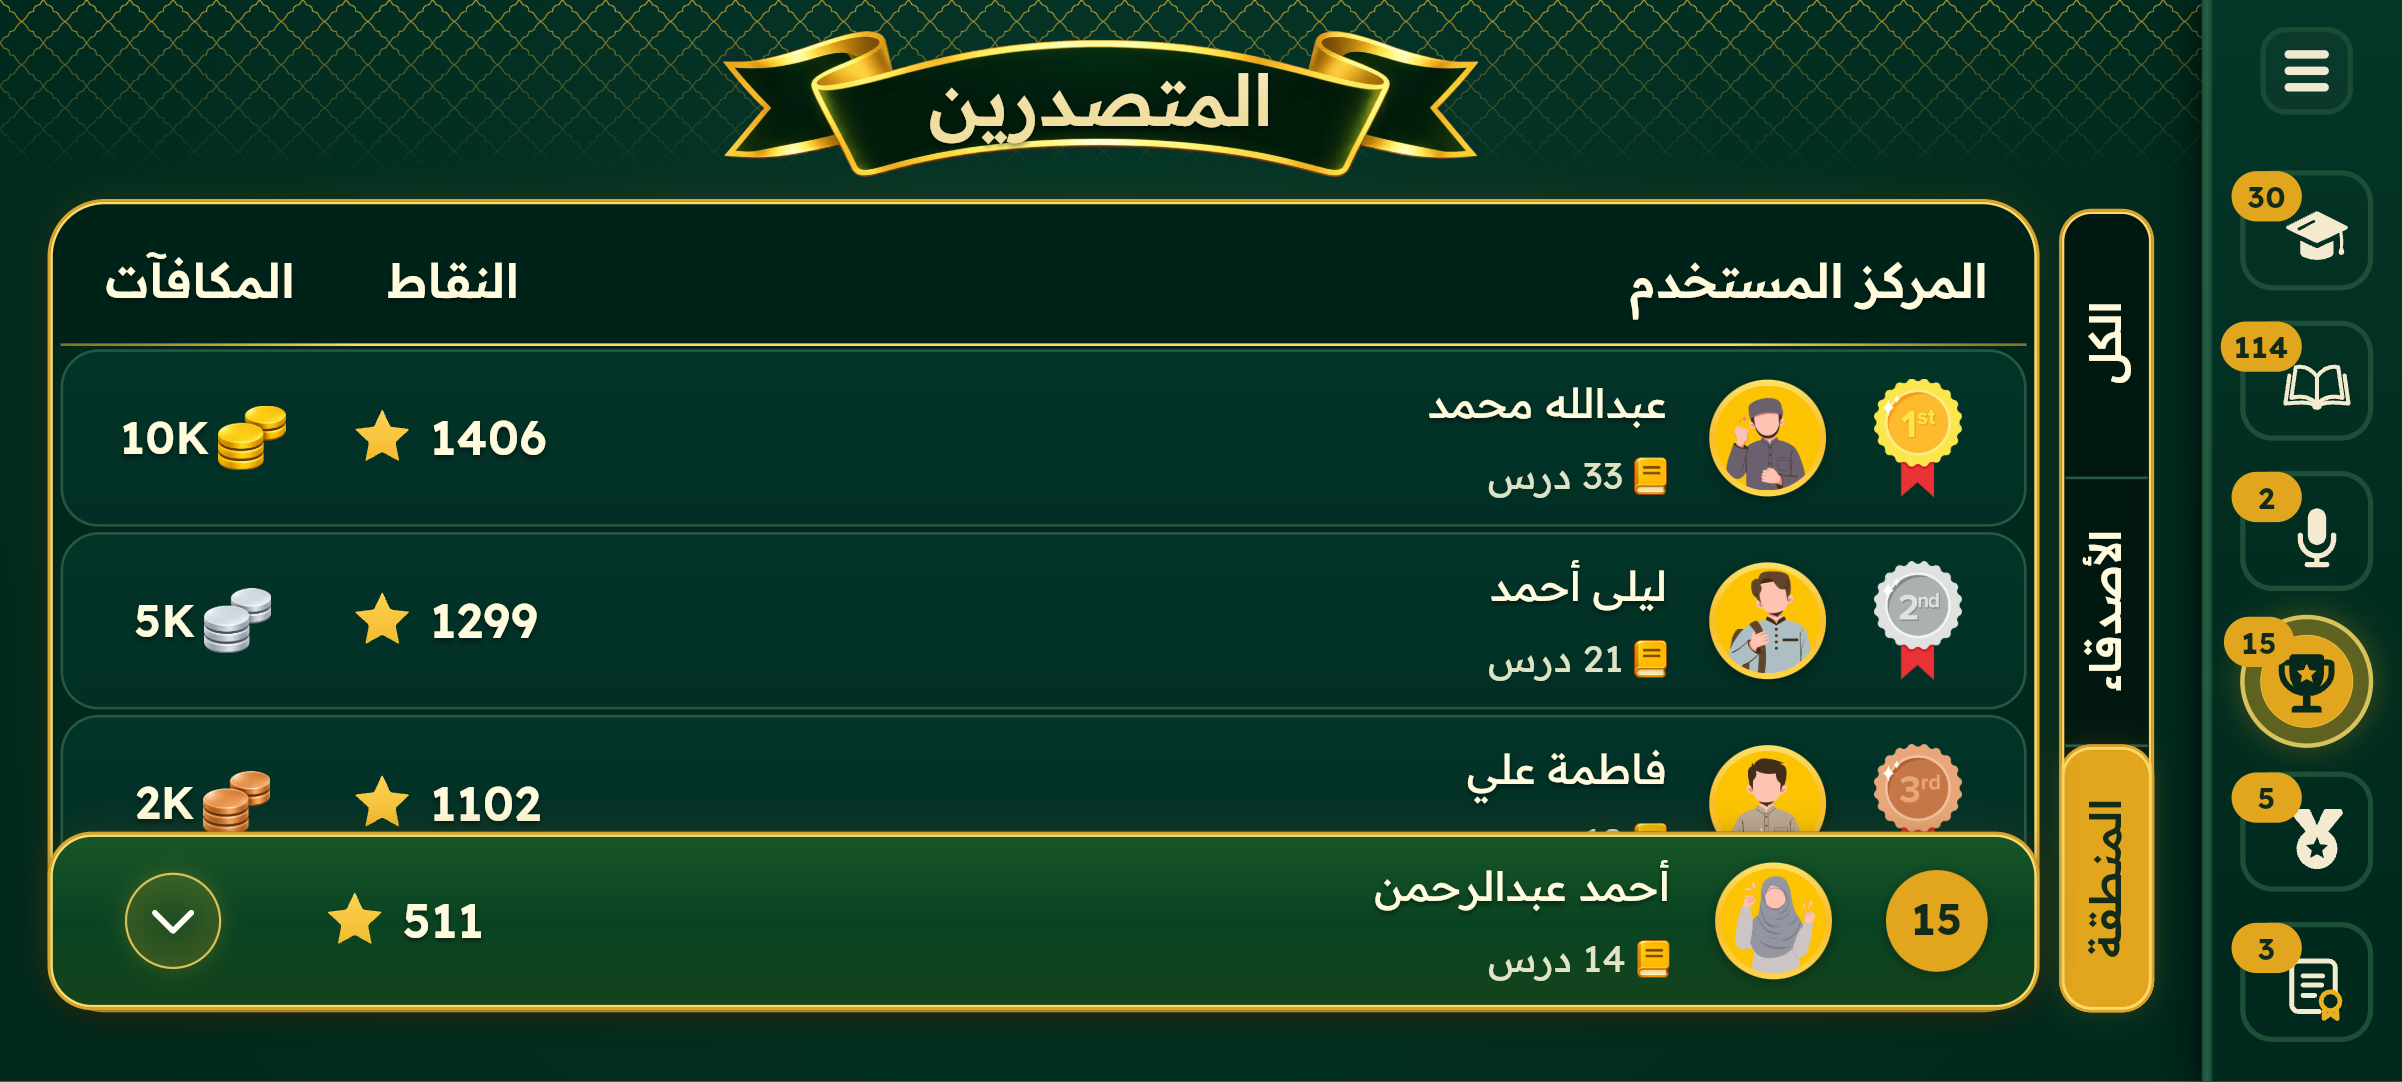 المتصدرين
30
114
2
15
5
3
الكل
الأصدقاء
المنطقة
المركز المستخدم النقاط المكافآت
1st
عبدالله محمد
33 درس
1406
10K
2nd
ليلى أحمد
21 درس
1299
5K
3rd
فاطمة علي
1102
2K
15
أحمد عبدالرحمن
14 درس
511